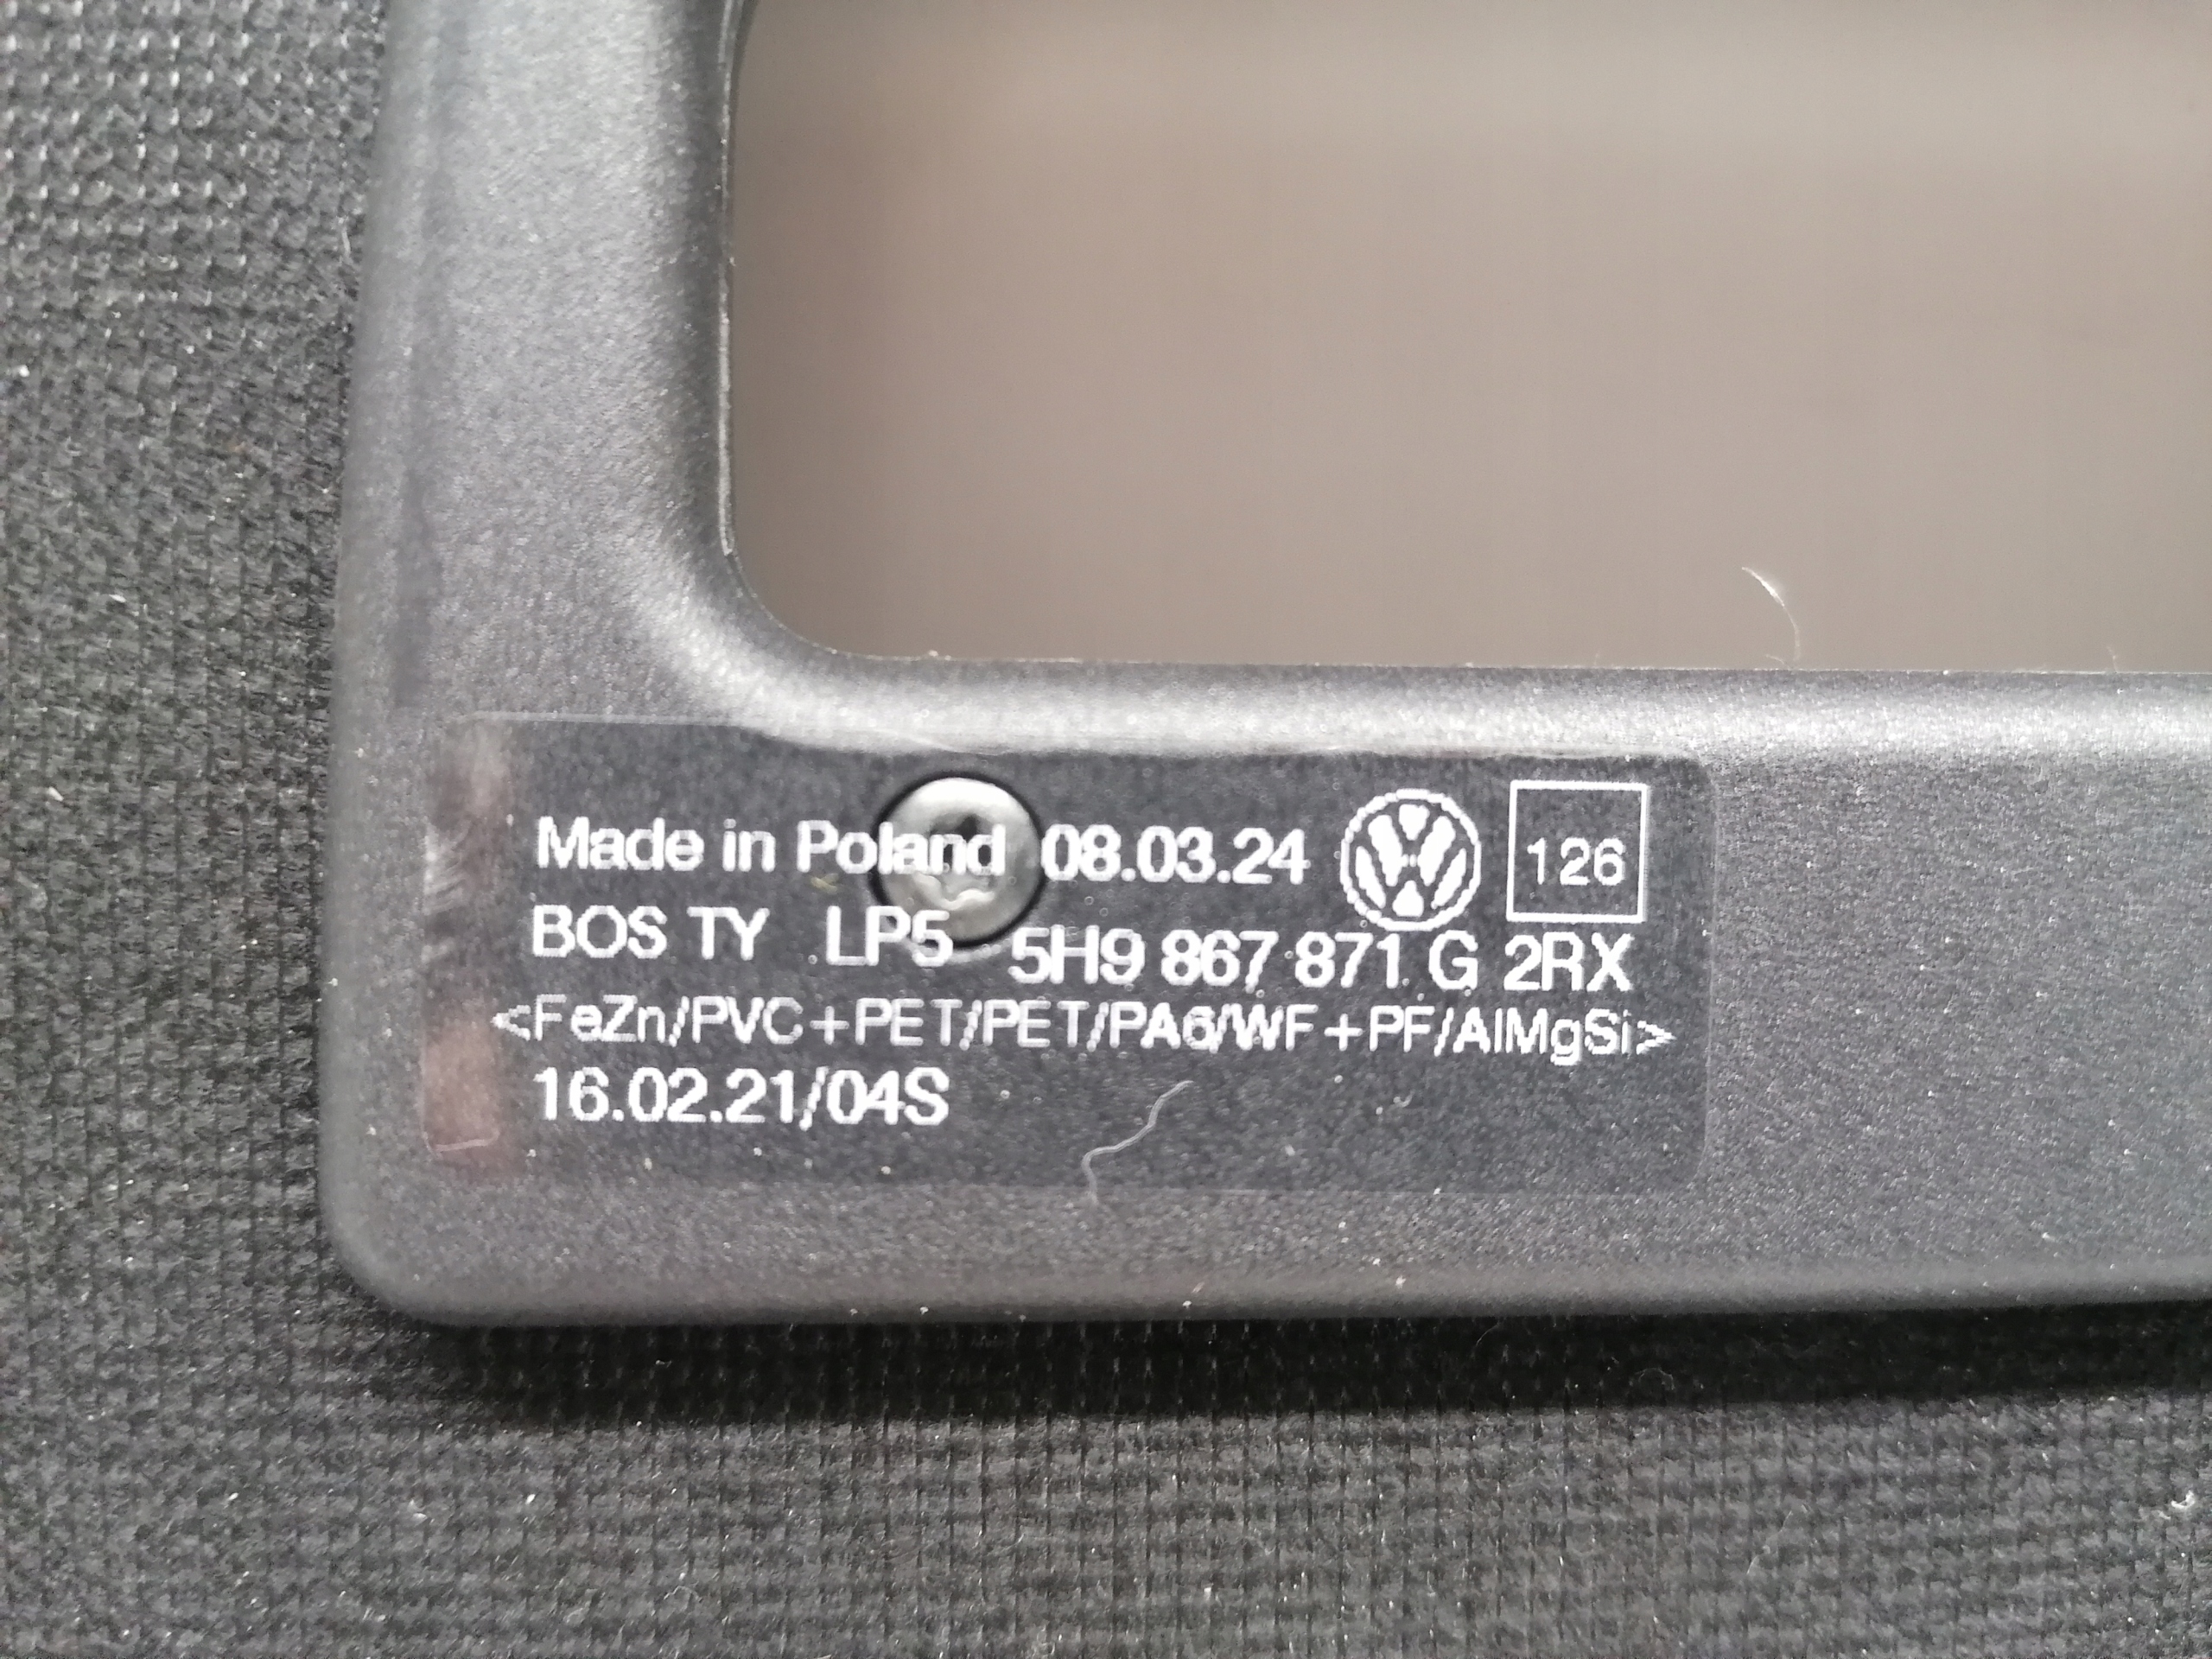 Made in Poland 08.03.24 126
BOS TY LP5 5H9 867 871 G 2RX
<FeZn/PVC+PET/PET/PA6/WF+PF/AlMgSi>
16.02.21/04S